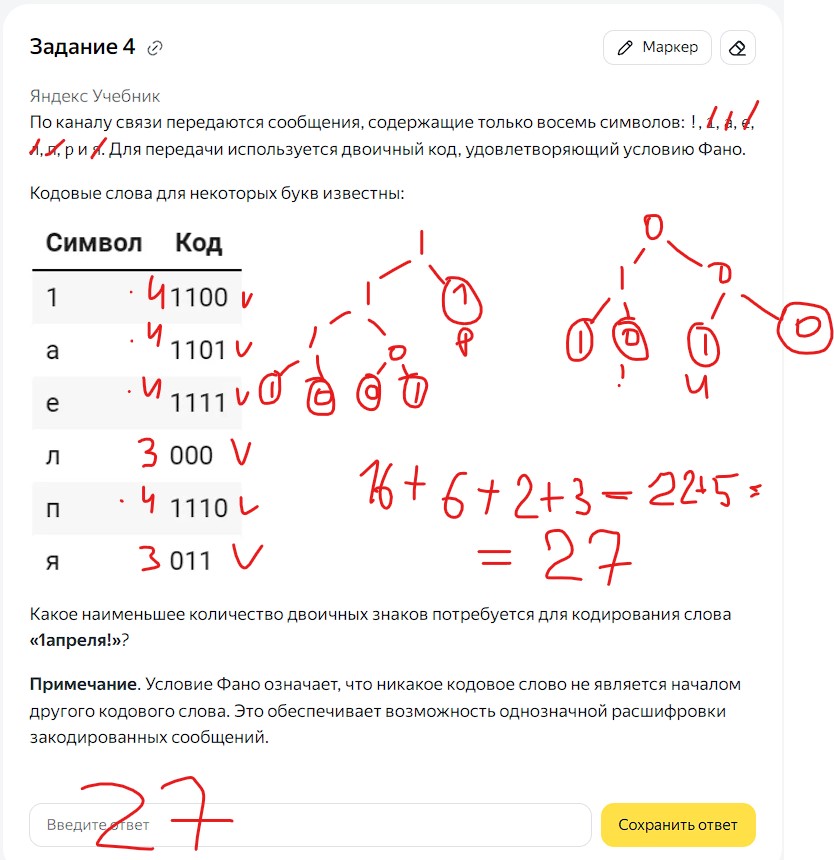 Задание 4
Маркер
Яндекс Учебник
По каналу связи передаются сообщения, содержащие только восемь символов: !, 1, а, е,
л, п, р и я. Для передачи используется двоичный код, удовлетворяющий условию Фано.
Кодовые слова для некоторых букв известны:
Символ Код
1 4 1100 v
а 4 1101 v
е 4 1111 v
л 3 000 v
п 4 1110 v
я 3 011 v
1
1 1
р
1 0
1 0 0 1
0
1 0
1 0 1 0
! 4
16 + 6 + 2 + 3 = 22 + 5 =
= 27
Какое наименьшее количество двоичных знаков потребуется для кодирования слова
«1апреля!»?
Примечание. Условие Фано означает, что никакое кодовое слово не является началом
другого кодового слова. Это обеспечивает возможность однозначной расшифровки
закодированных сообщений.
27
Введите ответ
Сохранить ответ